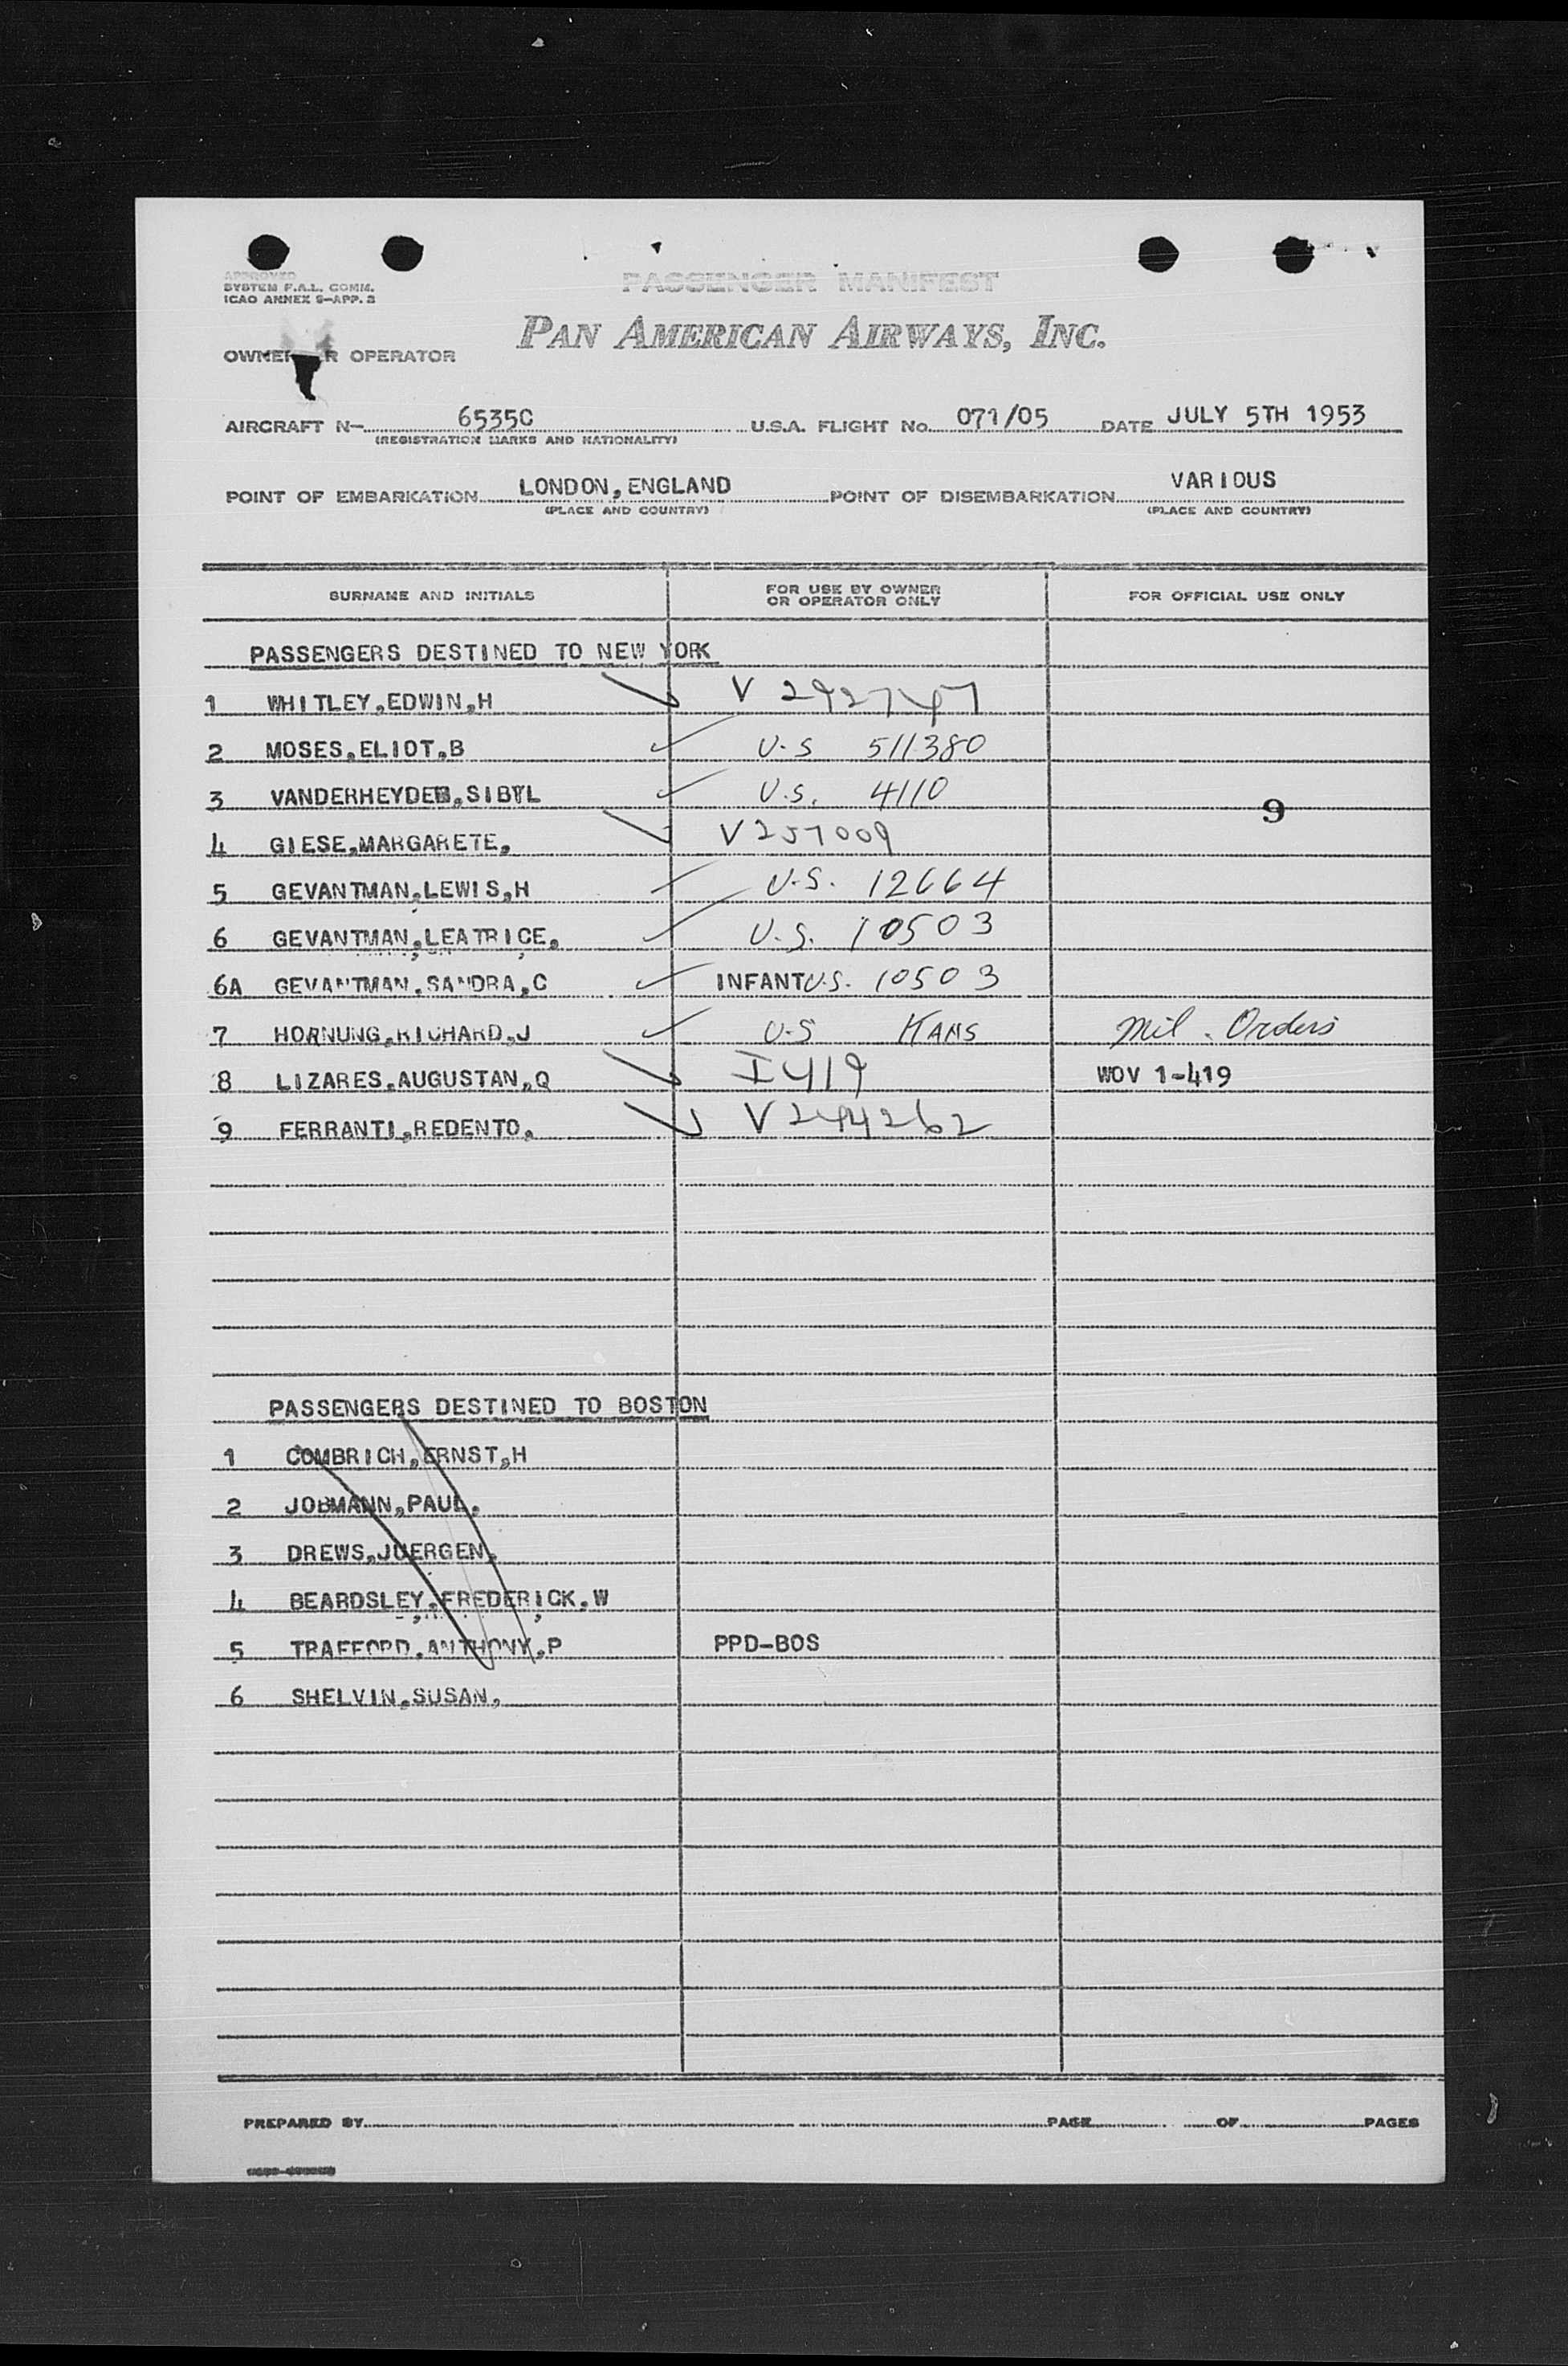 APPROVED
SYSTEM F.A.L. COMM.
ICAO ANNEX 9-APP. 3
PASSENGER MANIFEST
PAN AMERICAN AIRWAYS, INC.
OPERATOR
AIRCRAFT N- 6535C U.S.A. FLIGHT No. 071/05 DATE JULY 5TH 1953
(REGISTRATION MARKS AND NATIONALITY)
POINT OF EMBARKATION LONDON, ENGLAND POINT OF DISEMBARKATION VARIOUS
(PLACE AND COUNTRY) (PLACE AND COUNTRY)
SURNAME AND INITIALS FOR USE BY OWNER OR OPERATOR ONLY FOR OFFICIAL USE ONLY
PASSENGERS DESTINED TO NEW YORK
1 WHITLEY,EDWIN,H V 292747
2 MOSES,ELIOT,B U.S 511380
3 VANDERHEYDEN,SIBYL U.S. 4110
9
4 GIESE,MARGARETE, V257009
5 GEVANTMAN,LEWIS,H U.S. 12664
6 GEVANTMAN,LEATRICE, U.S. 10503
6A GEVANTMAN,SANDRA,C INFANT U.S. 10503
7 HORNUNG,RICHARD,J U.S KANS Mil. Orders
8 LIZARES,AUGUSTAN,Q I419 WOV 1-419
9 FERRANTI,REDENTO, V244262
PASSENGERS DESTINED TO BOSTON
1 COMBRICH,ERNST,H
2 JOBMANN,PAUL,
3 DREWS,JUERGEN,
4 BEARDSLEY,FREDERICK,W
5 TRAFFORD,ANTHONY,P PPD-BOS
6 SHELVIN,SUSAN,
PREPARED BY PAGE OF PAGES